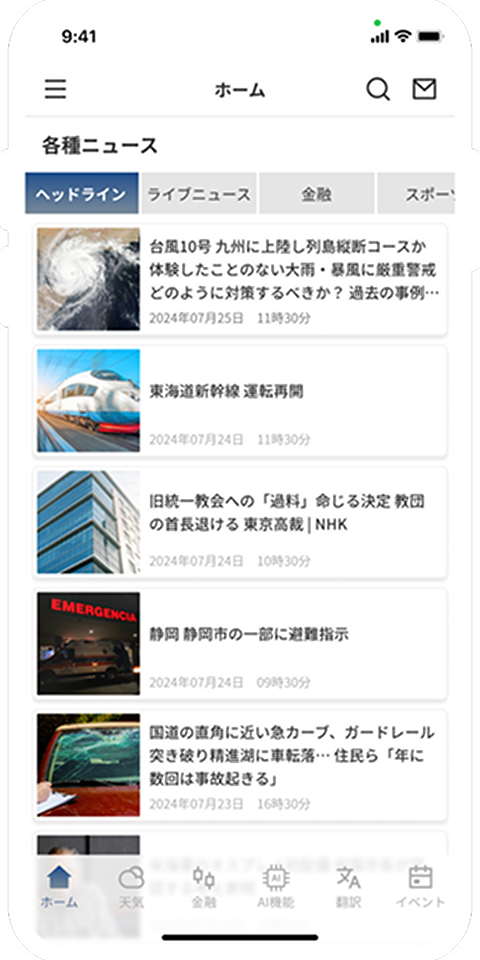 9:41
ホーム
各種ニュース
ヘッドライン
ライブニュース
金融
スポー
台風10号 九州に上陸し列島縦断コースか
体験したことのない大雨・暴風に厳重警戒
どのように対策するべきか？ 過去の事例…
2024年07月25日 11時30分
東海道新幹線 運転再開
2024年07月24日 11時30分
旧統一教会への「過料」命じる決定 教団
の首長退ける 東京高裁 | NHK
2024年07月24日 10時30分
EMERGENCIA
静岡 静岡市の一部に避難指示
2024年07月24日 09時30分
国道の直角に近い急カーブ、ガードレール
突き破り精進湖に車転落… 住民ら「年に
数回は事故起きる」
2024年07月23日 16時30分
ホーム
天気
金融
AI
AI機能
翻訳
イベント